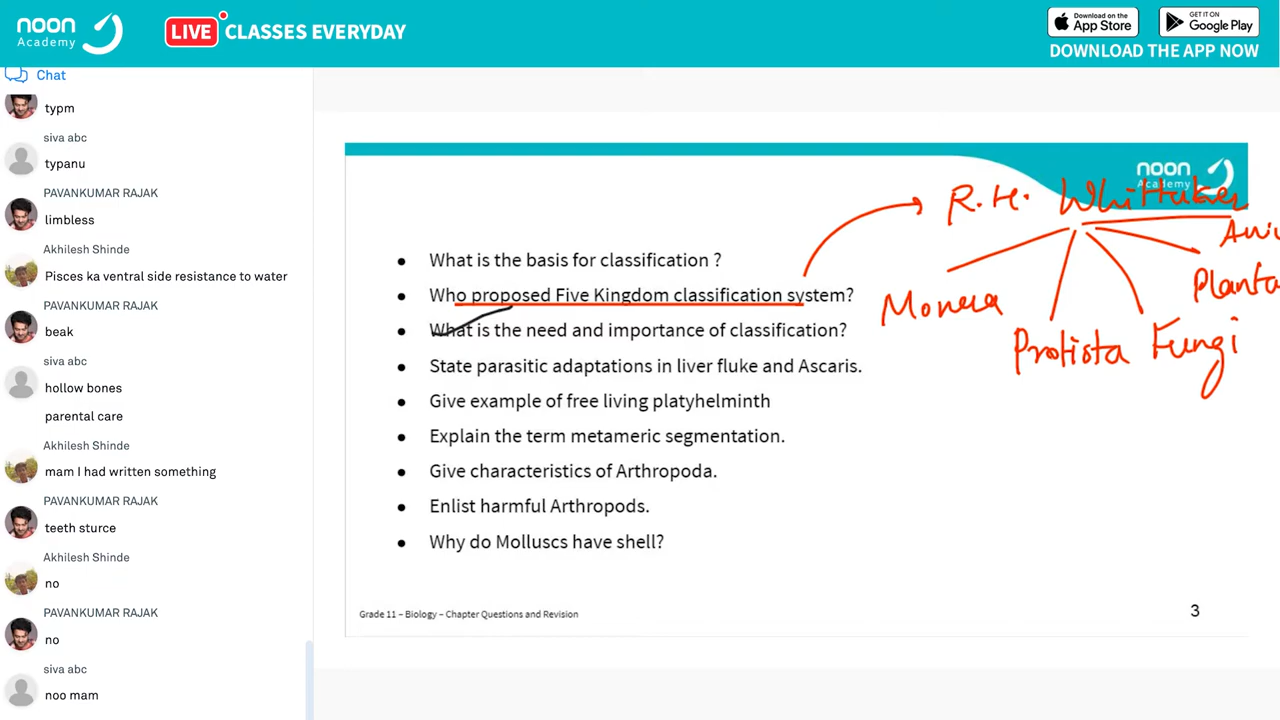 noon
Academy
LIVE CLASSES EVERYDAY
Download on the
App Store
GET IT ON
Google Play
DOWNLOAD THE APP NOW
Chat
typm
siva abc
typanu
PAVANKUMAR RAJAK
limbless
Akhilesh Shinde
Pisces ka ventral side resistance to water
PAVANKUMAR RAJAK
beak
siva abc
hollow bones
parental care
Akhilesh Shinde
mam I had written something
PAVANKUMAR RAJAK
teeth sturce
Akhilesh Shinde
no
PAVANKUMAR RAJAK
no
siva abc
noo mam
noon
Academy
R.H. Whittaker
Monera
Protista
Fungi
Planta
Ani
• What is the basis for classification ?
• Who proposed Five Kingdom classification system?
• What is the need and importance of classification?
• State parasitic adaptations in liver fluke and Ascaris.
• Give example of free living platyhelminth
• Explain the term metameric segmentation.
• Give characteristics of Arthropoda.
• Enlist harmful Arthropods.
• Why do Molluscs have shell?
Grade 11 – Biology – Chapter Questions and Revision
3